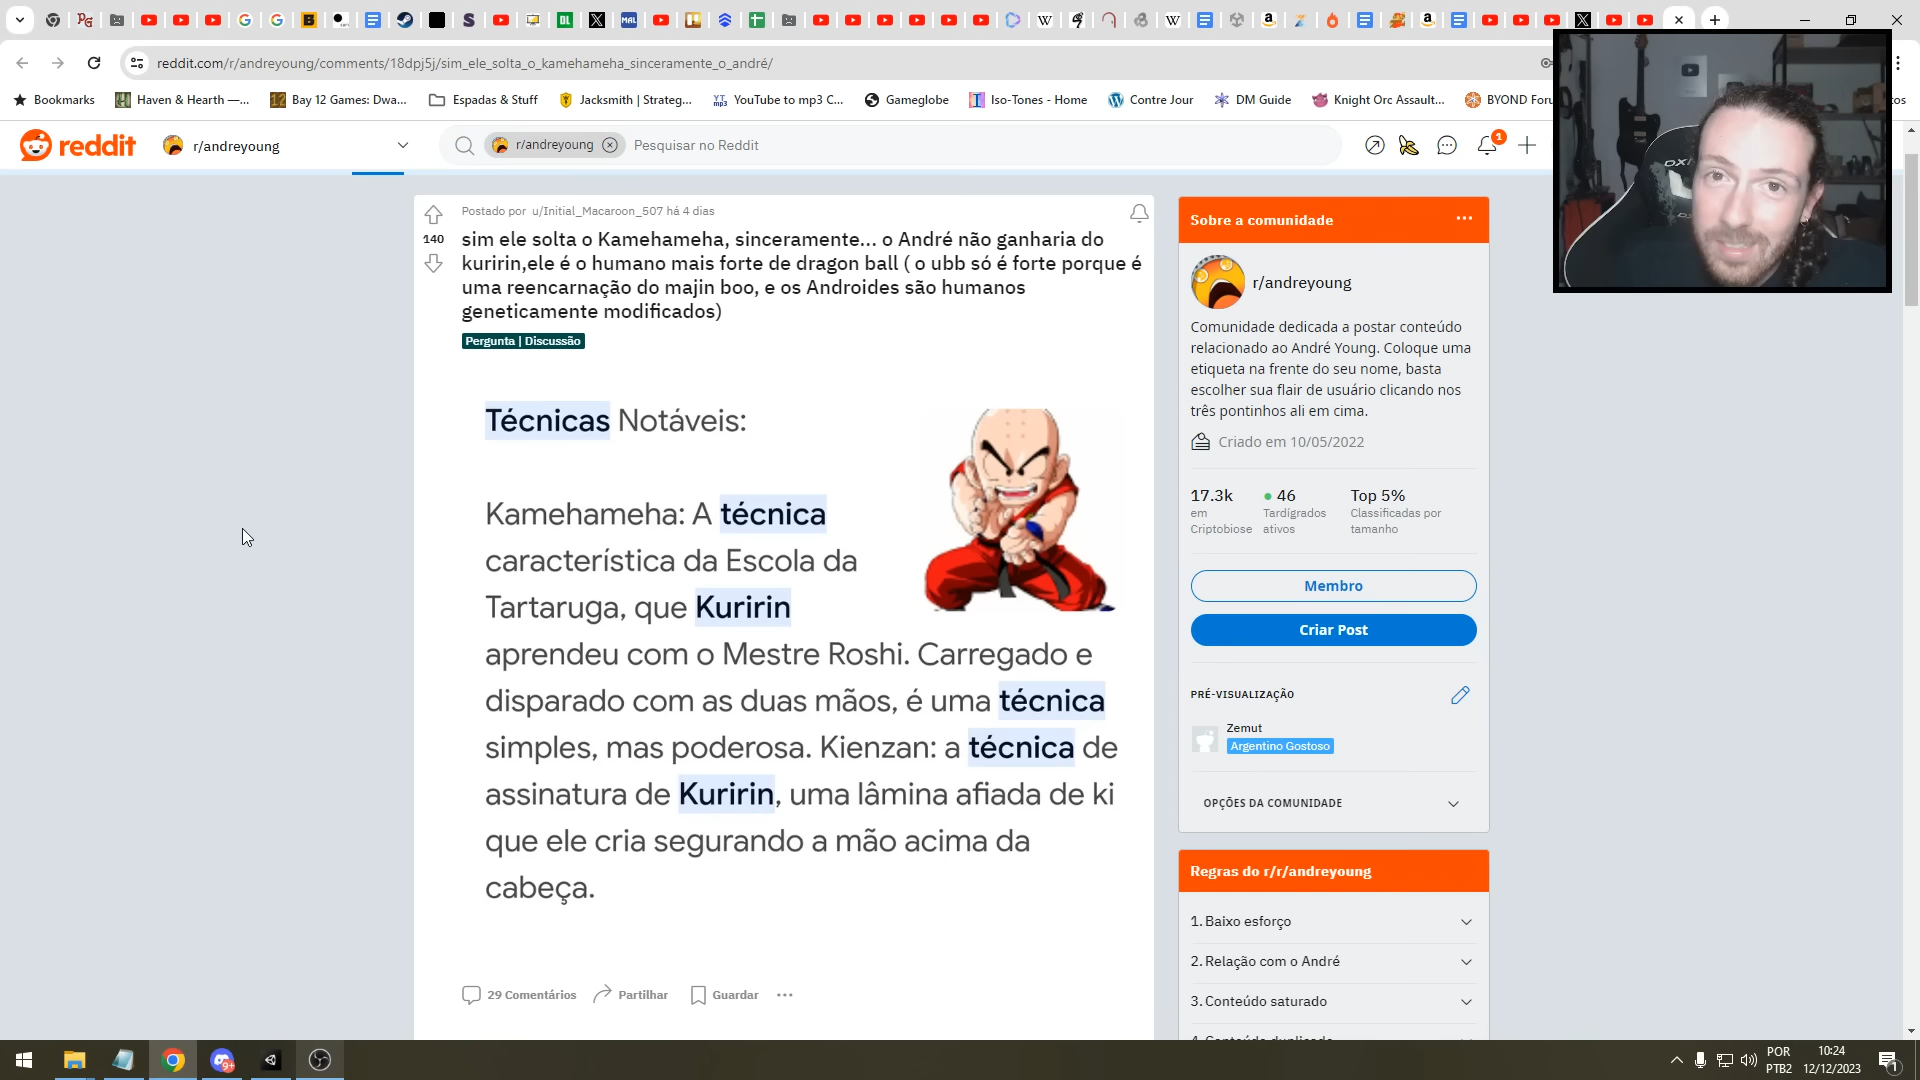 reddit.com/r/andreyoung/comments/18dpj5j/sim_ele_solta_o_kamehameha_sinceramente_o_andré/
Bookmarks
Haven & Hearth —...
Bay 12 Games: Dwa...
Espadas & Stuff
Jacksmith | Strateg...
YouTube to mp3 C...
Gameglobe
Iso-Tones - Home
Contre Jour
DM Guide
Knight Orc Assault...
BYOND Foru
reddit
r/andreyoung
r/andreyoung
Pesquisar no Reddit
1
Postado por u/Initial_Macaroon_507 há 4 dias
140
sim ele solta o Kamehameha, sinceramente... o André não ganharia do
kuririn,ele é o humano mais forte de dragon ball ( o ubb só é forte porque é
uma reencarnação do majin boo, e os Androides são humanos
geneticamente modificados)
Pergunta | Discussão
Técnicas Notáveis:
Kamehameha: A técnica
característica da Escola da
Tartaruga, que Kuririn
aprendeu com o Mestre Roshi. Carregado e
disparado com as duas mãos, é uma técnica
simples, mas poderosa. Kienzan: a técnica de
assinatura de Kuririn, uma lâmina afiada de ki
que ele cria segurando a mão acima da
cabeça.
29 Comentários
Partilhar
Guardar
Sobre a comunidade
r/andreyoung
Comunidade dedicada a postar conteúdo
relacionado ao André Young. Coloque uma
etiqueta na frente do seu nome, basta
escolher sua flair de usuário clicando nos
três pontinhos ali em cima.
Criado em 10/05/2022
17.3k
em
Criptobiose
46
Tardígrados
ativos
Top 5%
Classificadas por
tamanho
Membro
Criar Post
PRÉ-VISUALIZAÇÃO
Zemut
Argentino Gostoso
OPÇÕES DA COMUNIDADE
Regras do r/r/andreyoung
1. Baixo esforço
2. Relação com o André
3. Conteúdo saturado
POR
PTB2
10:24
12/12/2023